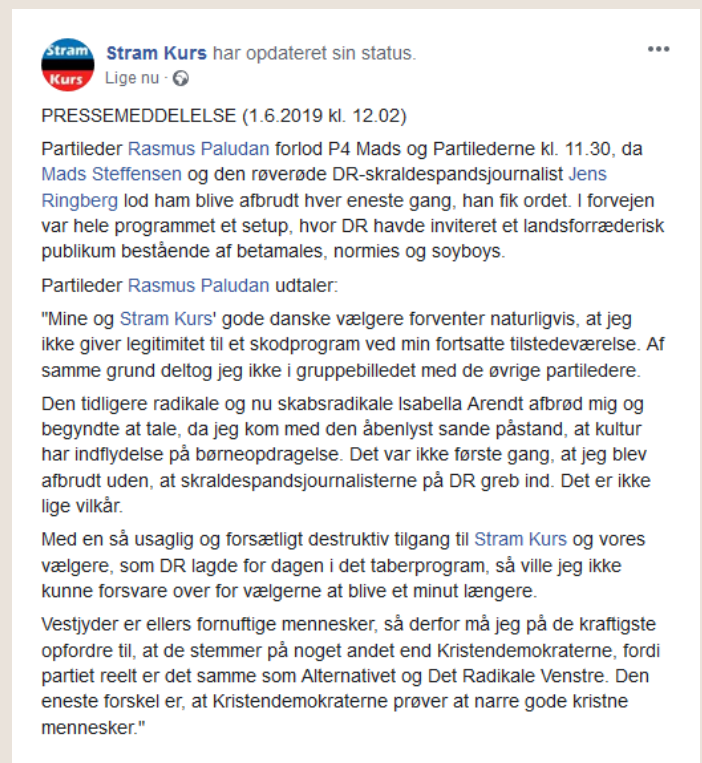 Stram
Kurs
Stram Kurs har opdateret sin status.
Lige nu ·
PRESSEMEDDELELSE (1.6.2019 kl. 12.02)
Partileder Rasmus Paludan forlod P4 Mads og Partilederne kl. 11.30, da
Mads Steffensen og den røverøde DR-skraldespandsjournalist Jens
Ringberg lod ham blive afbrudt hver eneste gang, han fik ordet. I forvejen
var hele programmet et setup, hvor DR havde inviteret et landsforræderisk
publikum bestående af betamales, normies og soyboys.
Partileder Rasmus Paludan udtaler:
"Mine og Stram Kurs' gode danske vælgere forventer naturligvis, at jeg
ikke giver legitimitet til et skodprogram ved min fortsatte tilstedeværelse. Af
samme grund deltog jeg ikke i gruppebilledet med de øvrige partiledere.
Den tidligere radikale og nu skabsradikale Isabella Arendt afbrød mig og
begyndte at tale, da jeg kom med den åbenlyst sande påstand, at kultur
har indflydelse på børneopdragelse. Det var ikke første gang, at jeg blev
afbrudt uden, at skraldespandsjournalisterne på DR greb ind. Det er ikke
lige vilkår.
Med en så usaglig og forsætligt destruktiv tilgang til Stram Kurs og vores
vælgere, som DR lagde for dagen i det taberprogram, så ville jeg ikke
kunne forsvare over for vælgerne at blive et minut længere.
Vestjyder er ellers fornuftige mennesker, så derfor må jeg på de kraftigste
opfordre til, at de stemmer på noget andet end Kristendemokraterne, fordi
partiet reelt er det samme som Alternativet og Det Radikale Venstre. Den
eneste forskel er, at Kristendemokraterne prøver at narre gode kristne
mennesker."